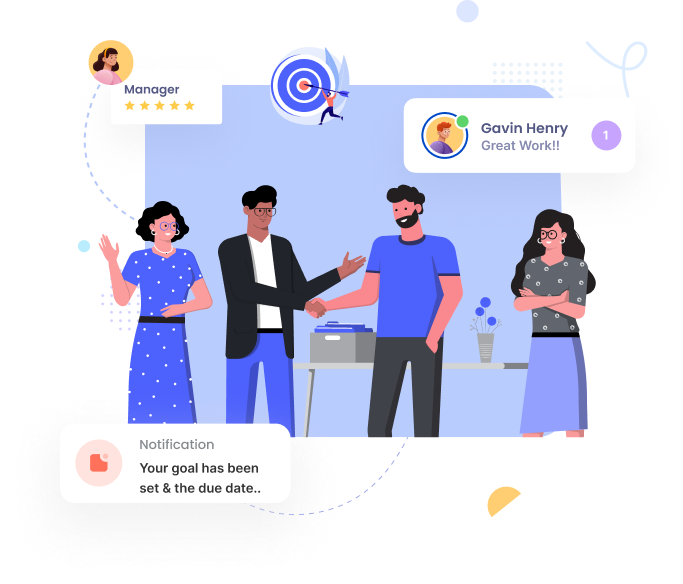 Manager
Gavin Henry
Great Work!!
1
Notification
Your goal has been
set & the due date..